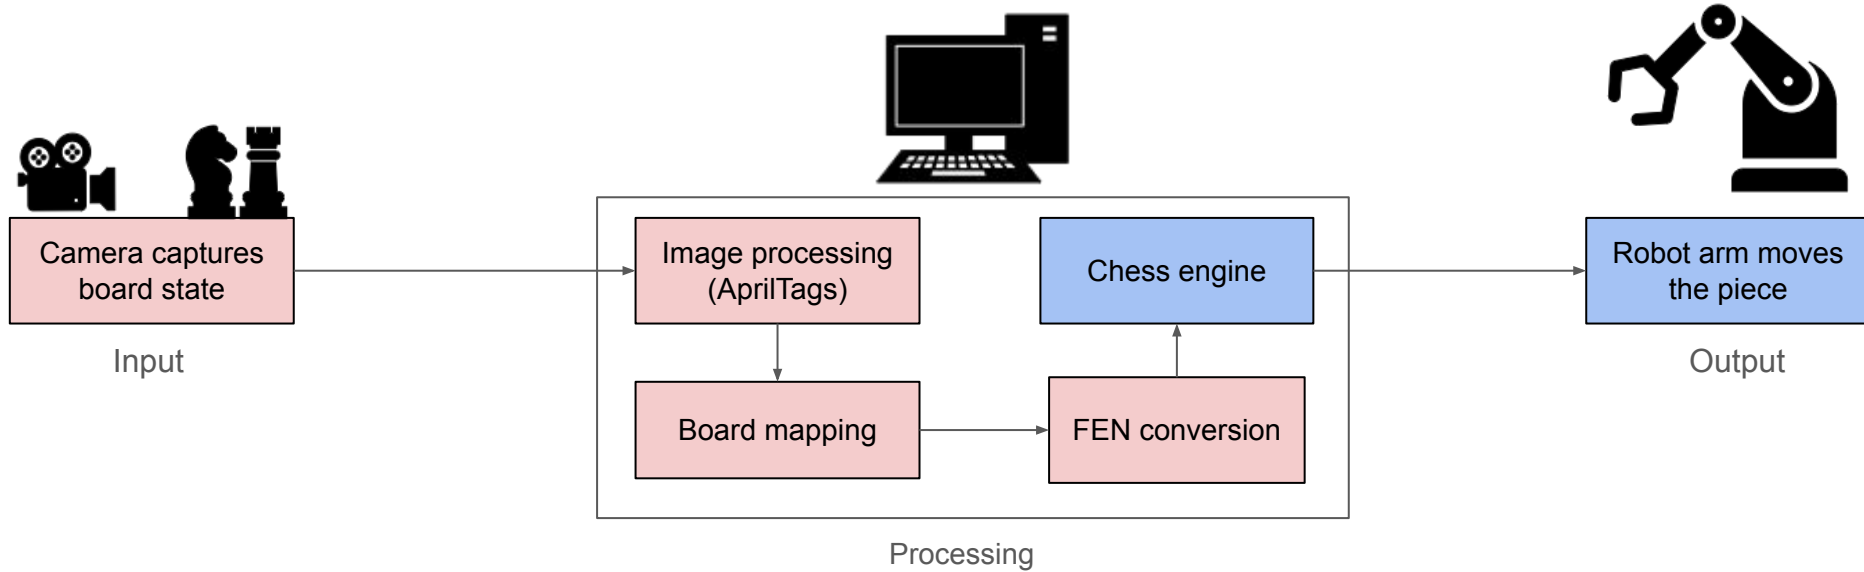 Camera captures
board state
Input
Image processing
(AprilTags)
Board mapping
FEN conversion
Chess engine
Processing
Robot arm moves
the piece
Output